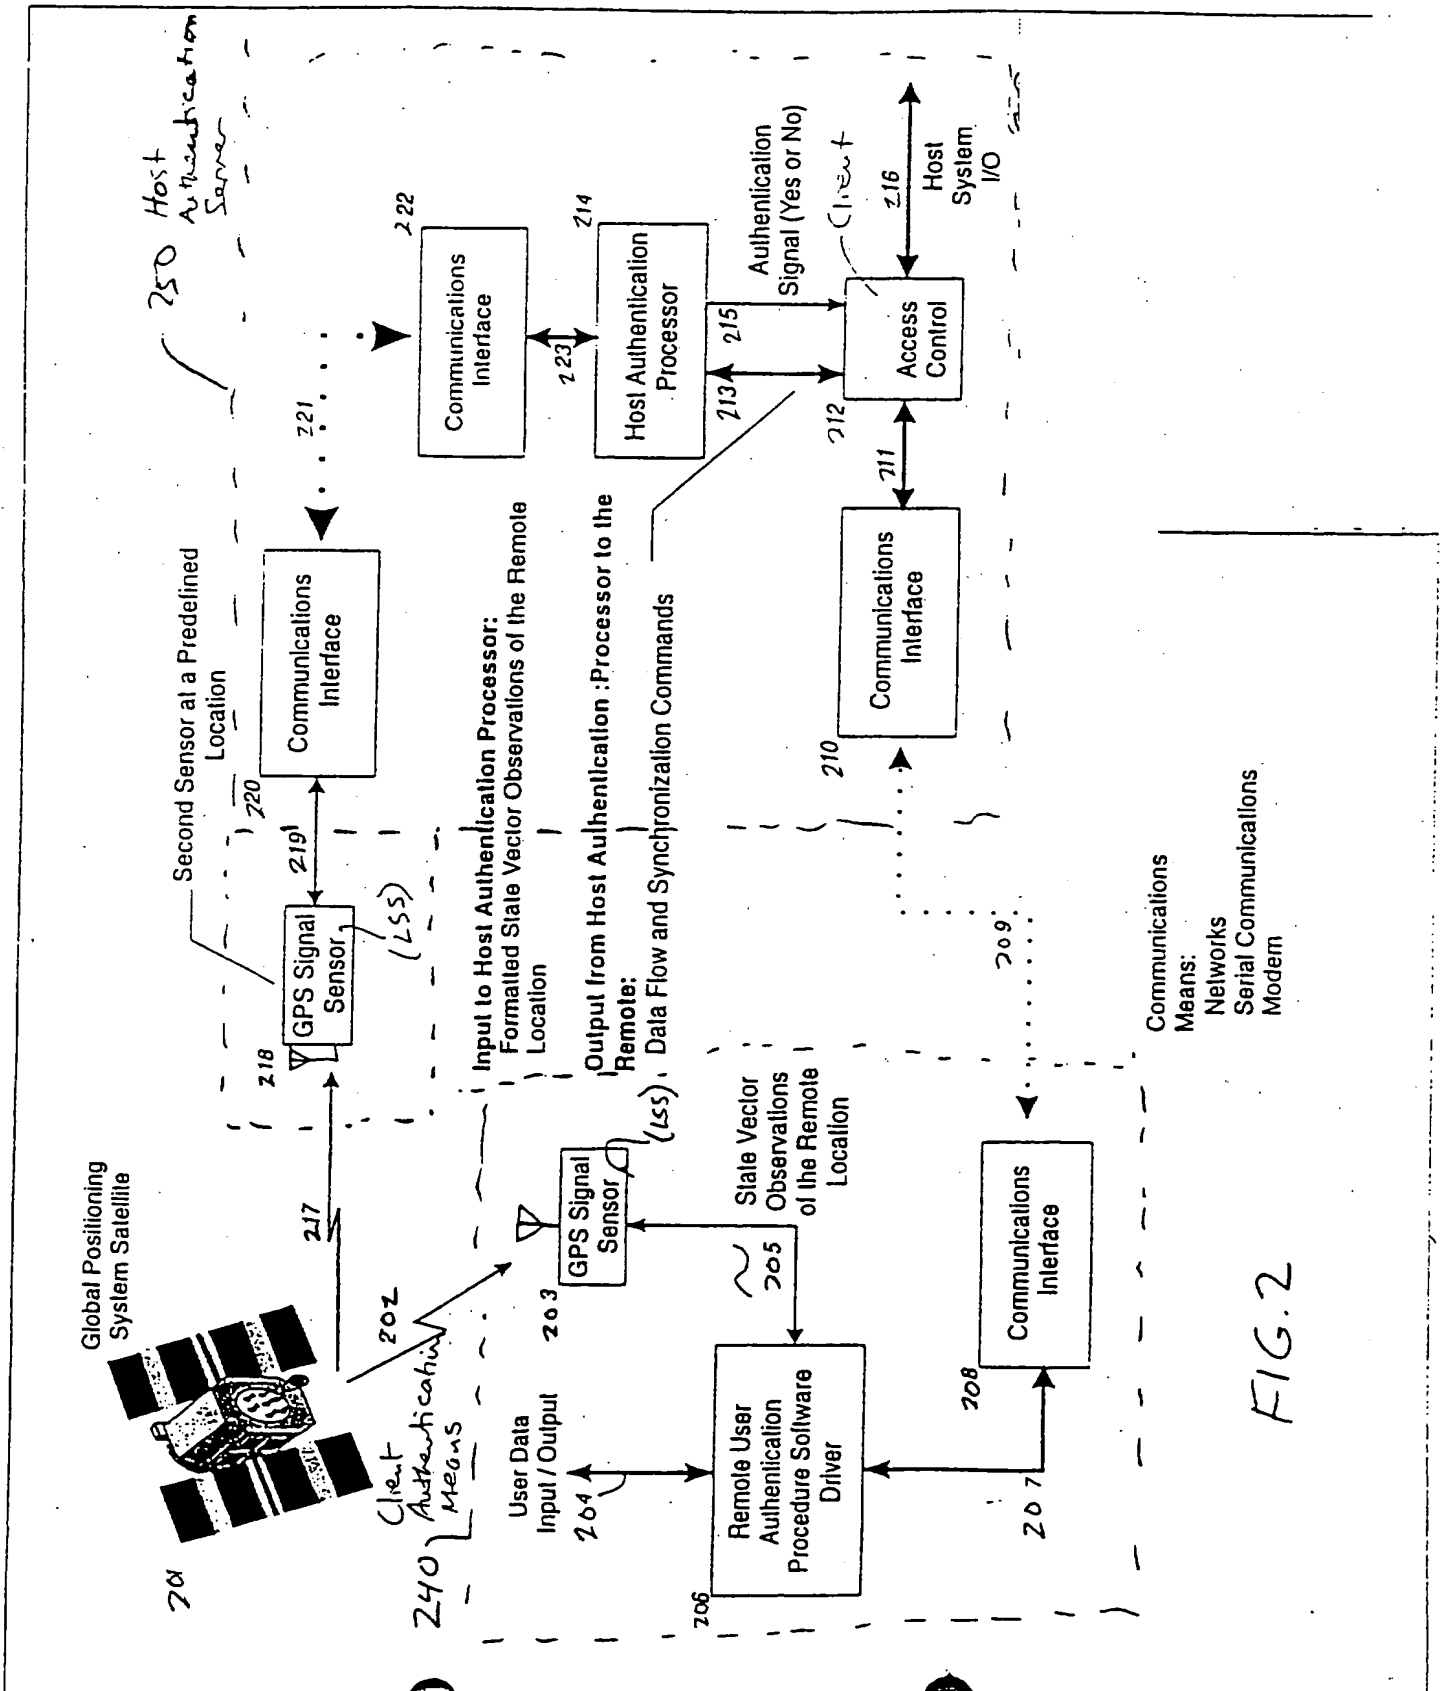 Global Positioning
System Satellite
201
217
202
Second Sensor at a Predefined
Location
218
GPS Signal
Sensor
(LSS)
219
220
Communications
Interface
221
250 Host
Authentication
Server
222
Communications
Interface
223
214
Host Authentication
Processor
213
215
Authentication
Signal (Yes or No)
Client
212
Access
Control
216
Host
System
I/O
211
210
Communications
Interface
209
Input to Host Authentication Processor:
Formatted State Vector Observations of the Remote
Location
Output from Host Authentication :Processor to the
Remote:
Data Flow and Synchronization Commands
240
Client
Authentication
Means
203
GPS Signal
Sensor
(LSS)
User Data
Input / Output
204
205
State Vector
Observations
of the Remote
Location
206
Remote User
Authentication
Procedure Software
Driver
207
208
Communications
Interface
Communications
Means:
Networks
Serial Communications
Modem
FIG. 2